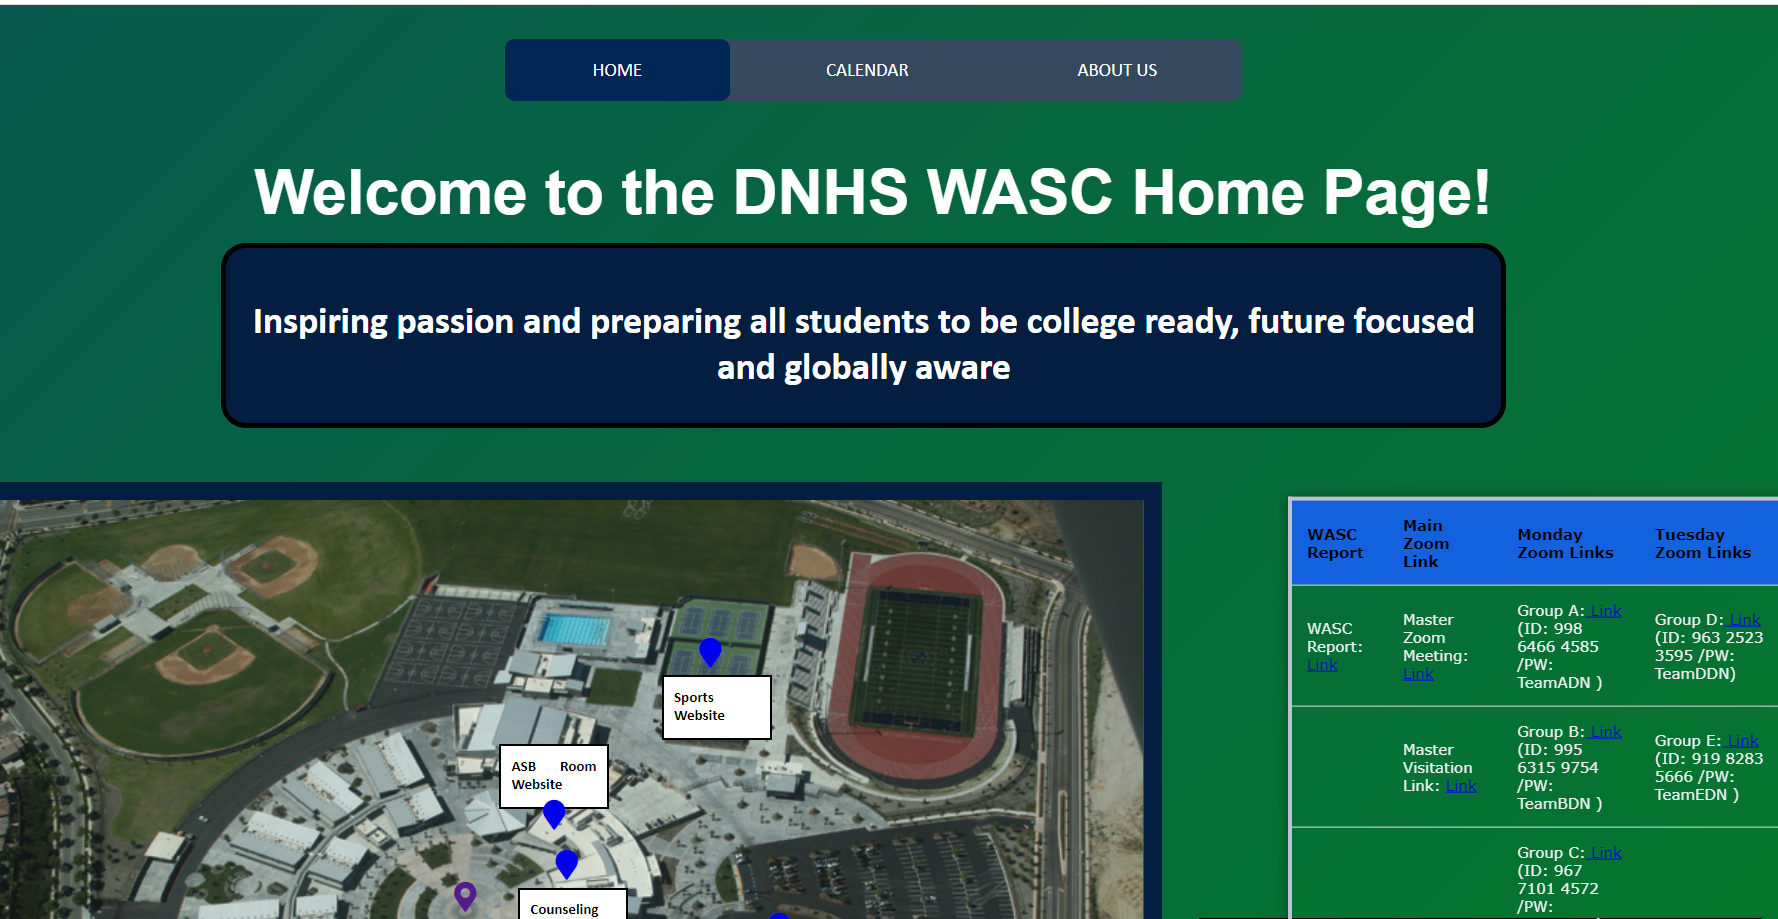 HOME
CALENDAR
ABOUT US
Welcome to the DNHS WASC Home Page!
Inspiring passion and preparing all students to be college ready, future focused
and globally aware
Sports
Website
ASB Room
Website
Counseling
WASC
Report
Main
Zoom
Link
Monday
Zoom Links
Tuesday
Zoom Links
WASC
Report:
Link
Master
Zoom
Meeting:
Link
Group A: Link
(ID: 998
6466 4585
/PW:
TeamADN )
Group D: Link
(ID: 963 2523
3595 /PW:
TeamDDN)
Master
Visitation
Link: Link
Group B: Link
(ID: 995
6315 9754
/PW:
TeamBDN )
Group E: Link
(ID: 919 8283
5666 /PW:
TeamEDN )
Group C: Link
(ID: 967
7101 4572
/PW: